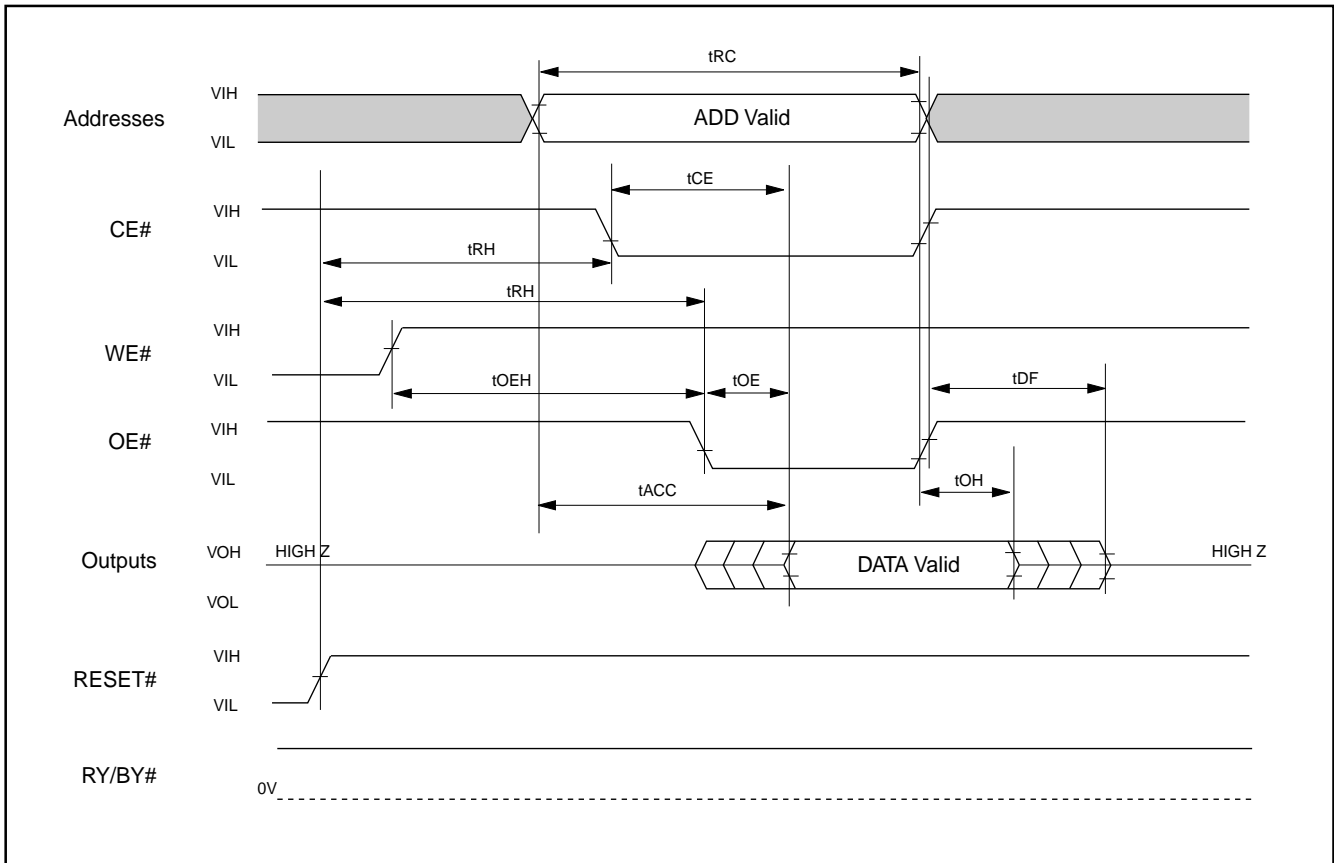 tRC
VIH
Addresses
ADD Valid
VIL
tCE
VIH
CE#
VIL
tRH
tRH
VIH
WE#
VIL
tOEH
tOE
tDF
VIH
OE#
VIL
tACC
tOH
VOH
HIGH Z
Outputs
DATA Valid
HIGH Z
VOL
VIH
RESET#
VIL
RY/BY#
0V